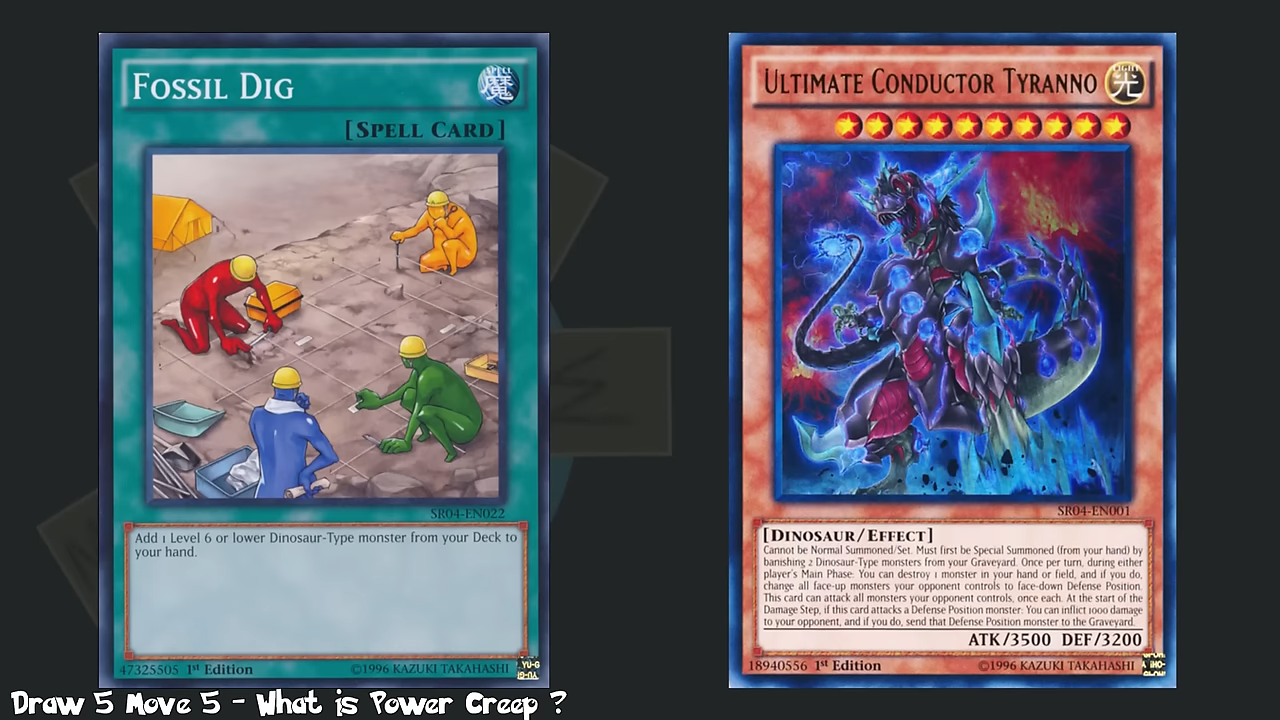 Fossil Dig
魔
[Spell Card]
SR04-EN022
Add 1 Level 6 or lower Dinosaur-Type monster from your Deck to
your hand.
47325505 1st Edition
©1996 KAZUKI TAKAHASHI
Ultimate Conductor Tyranno
LIGHT
光
SR04-EN001
[Dinosaur/Effect]
Cannot be Normal Summoned/Set. Must first be Special Summoned (from your hand) by
banishing 2 Dinosaur-Type monsters from your Graveyard. Once per turn, during either
player's Main Phase: You can destroy 1 monster in your hand or field, and if you do,
change all face-up monsters your opponent controls to face-down Defense Position.
This card can attack all monsters your opponent controls, once each. At the start of the
Damage Step, if this card attacks a Defense Position monster: You can inflict 1000 damage
to your opponent, and if you do, send that Defense Position monster to the Graveyard.
ATK/3500 DEF/3200
18940556 1st Edition
©1996 KAZUKI TAKAHASHI
Draw 5 Move 5 - What is Power Creep ?